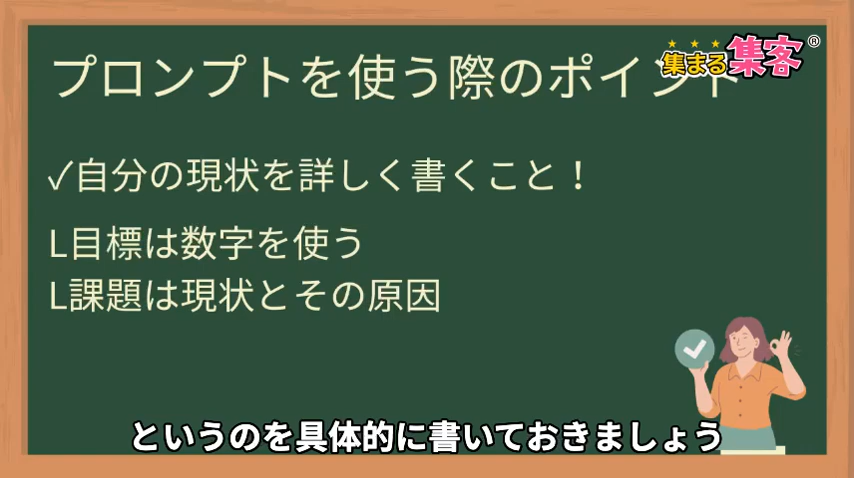 プロンプトを使う際のポイント
集まる集客®
✓自分の現状を詳しく書くこと！
L目標は数字を使う
L課題は現状とその原因
というのを具体的に書いておきましょう